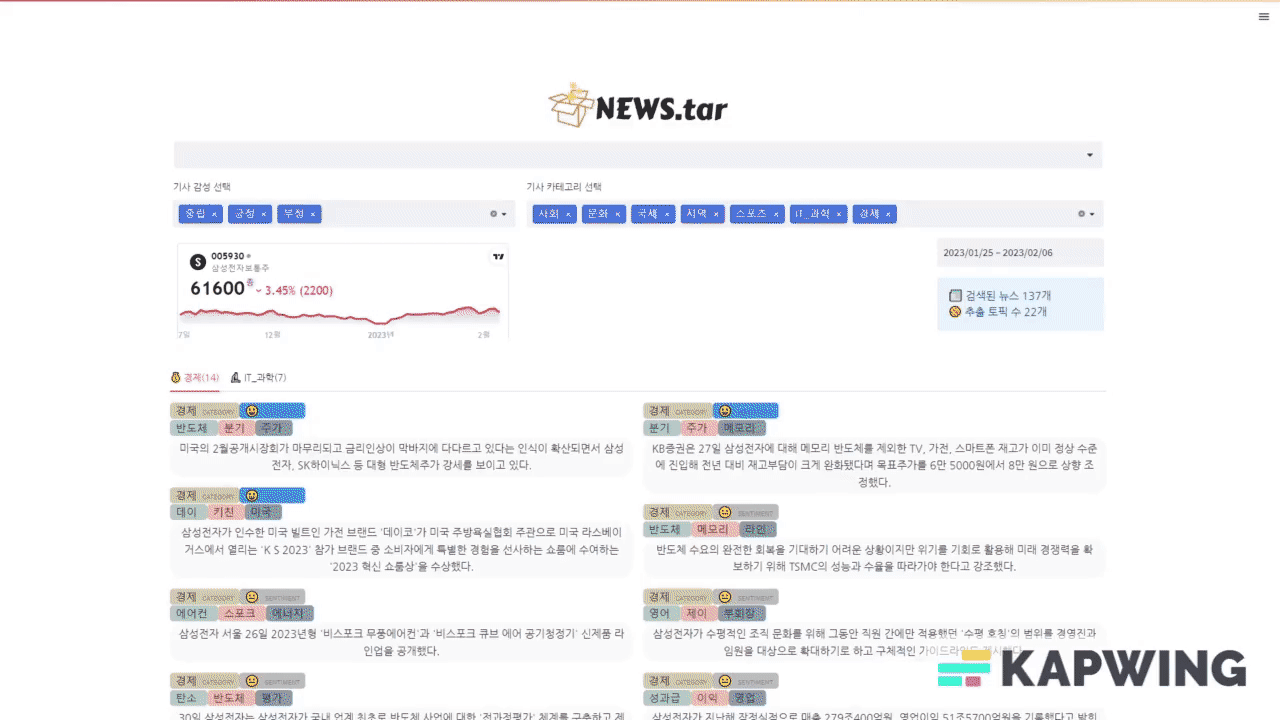 NEWS.tar
기사 감성 선택
기사 카테고리 선택
중립 × 긍정 × 부정 ×
사회 × 문화 × 국제 × 지역 × 스포츠 × IT_과학 × 경제 ×
S 005930
삼성전자보통주
61600 3.45% (2200)
7일 12월 2023년 2월
2023/01/25 – 2023/02/06
검색된 뉴스 137개
추출 토픽 수 22개
경제(14) IT_과학(7)
경제 CATEGORY
반도체 분기 주가
미국의 2월공개시장회가 마무리되고 금리인상이 막바지에 다다르고 있다는 인식이 확산되면서 삼성
전자, SK하이닉스 등 대형 반도체주가 강세를 보이고 있다.
경제 CATEGORY
분기 주가 메모리
KB증권은 27일 삼성전자에 대해 메모리 반도체를 제외한 TV, 가전, 스마트폰 재고가 이미 정상 수준
에 진입해 전년 대비 재고부담이 크게 완화됐다며 목표주가를 6만 5000원에서 8만 원으로 상향 조
정했다.
경제 CATEGORY
데이 키친 미국
삼성전자가 인수한 미국 빌트인 가전 브랜드 '데이코'가 미국 주방욕실협회 주관으로 미국 라스베이
거스에서 열리는 'K S 2023' 참가 브랜드 중 소비자에게 특별한 경험을 선사하는 쇼룸에 수여하는
'2023 혁신 쇼룸상'을 수상했다.
경제 CATEGORY SENTIMENT
반도체 메모리 라인
반도체 수요의 완전한 회복을 기대하기 어려운 상황이지만 위기를 기회로 활용해 미래 경쟁력을 확
보하기 위해 TSMC의 성능과 수율을 따라가야 한다고 강조했다.
경제 CATEGORY SENTIMENT
에어컨 스포크 에너지
삼성전자 서울 26일 2023년형 '비스포크 무풍에어컨'과 '비스포크 큐브 에어 공기청정기' 신제품 라
인업을 공개했다.
경제 CATEGORY SENTIMENT
영어 제이 부회장
삼성전자가 수평적인 조직 문화를 위해 그동안 직원 간에만 적용했던 '수평 호칭'의 범위를 경영진과
임원을 대상으로 확대하기로 하고 구체적인 가이드라인
경제 CATEGORY SENTIMENT
탄소 반도체 평가
30일 삼성전자는 삼성전자가 국내 업계 최초로 반도체 사업에 대한 '전과정평가' 체계를 구축하고 제
경제 CATEGORY SENTIMENT
성과급 이익 영업
삼성전자가 지난해 잠정실적으로 매출 279조400억원, 영업이익 51조5700억원을 기록했다고 밝히
KAPWING